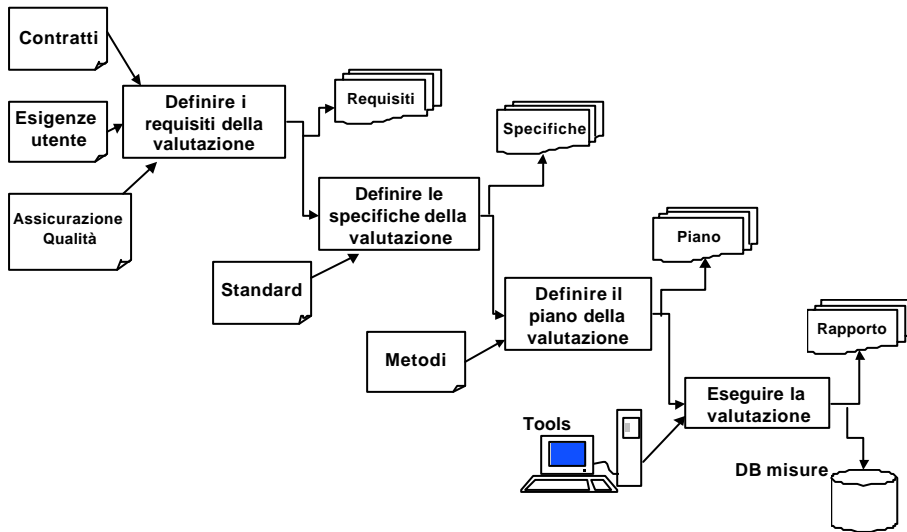 Contratti
Definire i
requisiti della
valutazione
Requisiti
Esigenze
utente
Specifiche
Assicurazione
Qualità
Definire le
specifiche della
valutazione
Piano
Standard
Definire il
piano della
valutazione
Rapporto
Metodi
Eseguire la
valutazione
Tools
DB misure